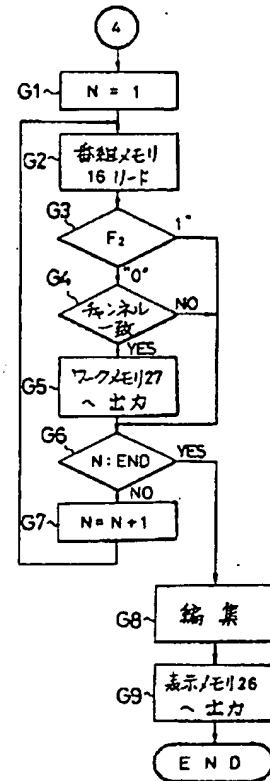 4
G1
N = 1
G2
番組メモリ
16 リード
G3
F2
1"
"0"
G4
チャンネル
一致
NO
YES
G5
ワークメモリ27
へ出力
G6
N:END
YES
NO
G7
N=N+1
G8
編集
G9
表示メモリ26
へ出力
END